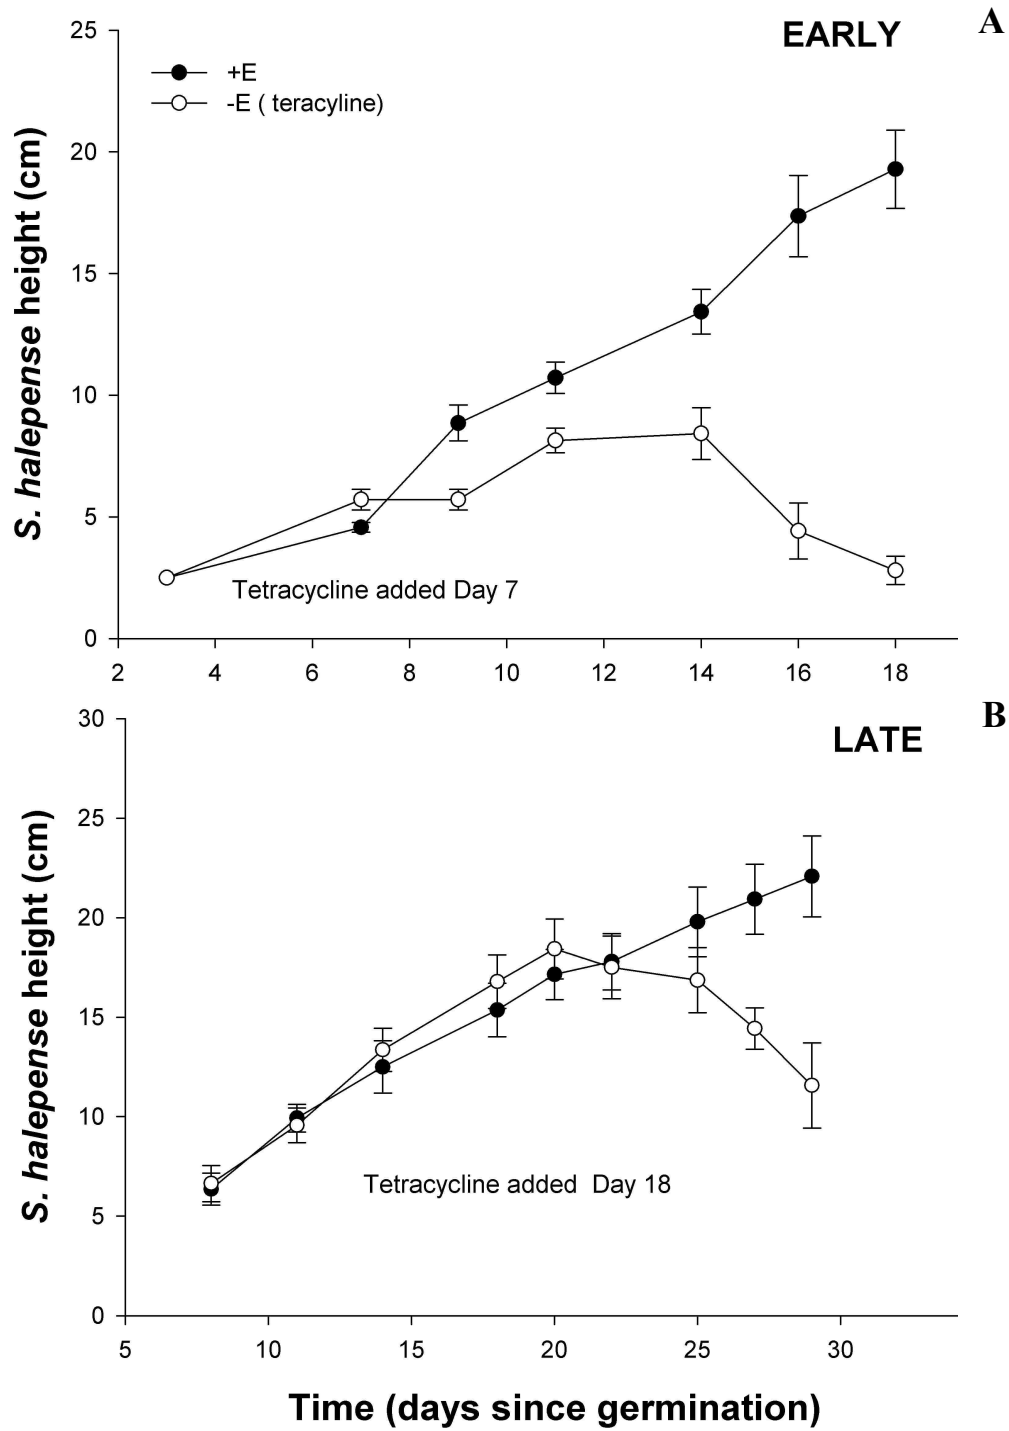 A
EARLY
+E
-E ( teracyline)
S. halepense height (cm)
25
20
15
10
5
0
Tetracycline added Day 7
2 4 6 8 10 12 14 16 18
B
LATE
S. halepense height (cm)
30
25
20
15
10
5
0
Tetracycline added Day 18
5 10 15 20 25 30
Time (days since germination)